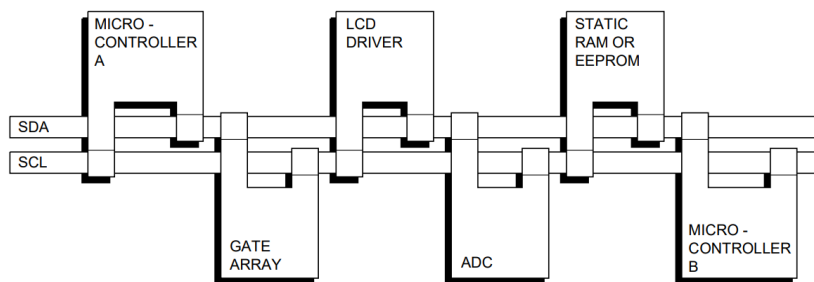 MICRO -
CONTROLLER
A
LCD
DRIVER
STATIC
RAM OR
EEPROM
SDA
SCL
GATE
ARRAY
ADC
MICRO -
CONTROLLER
B